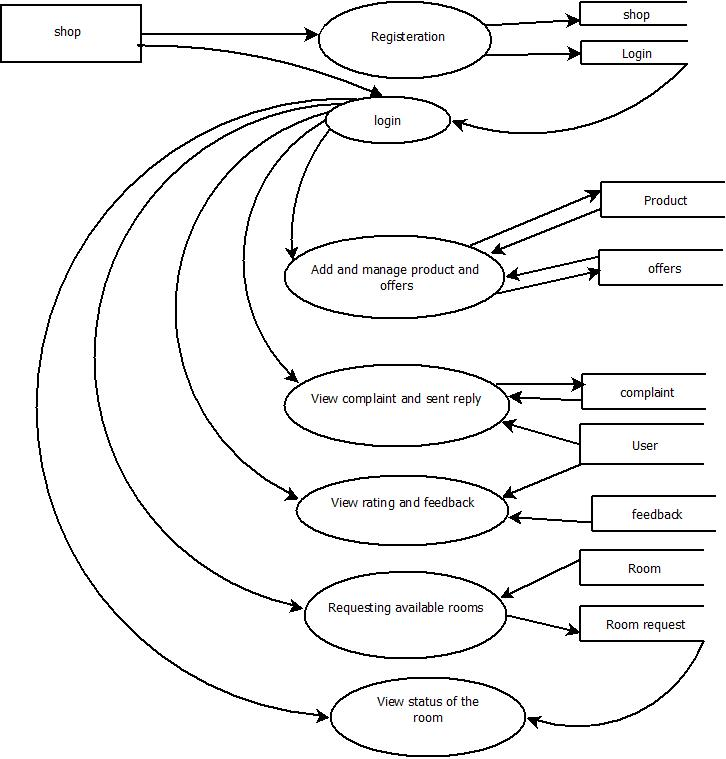 shop
Registeration
shop
Login
login
Product
Add and manage product and
offers
offers
View complaint and sent reply
complaint
User
View rating and feedback
feedback
Room
Requesting available rooms
Room request
View status of the
room